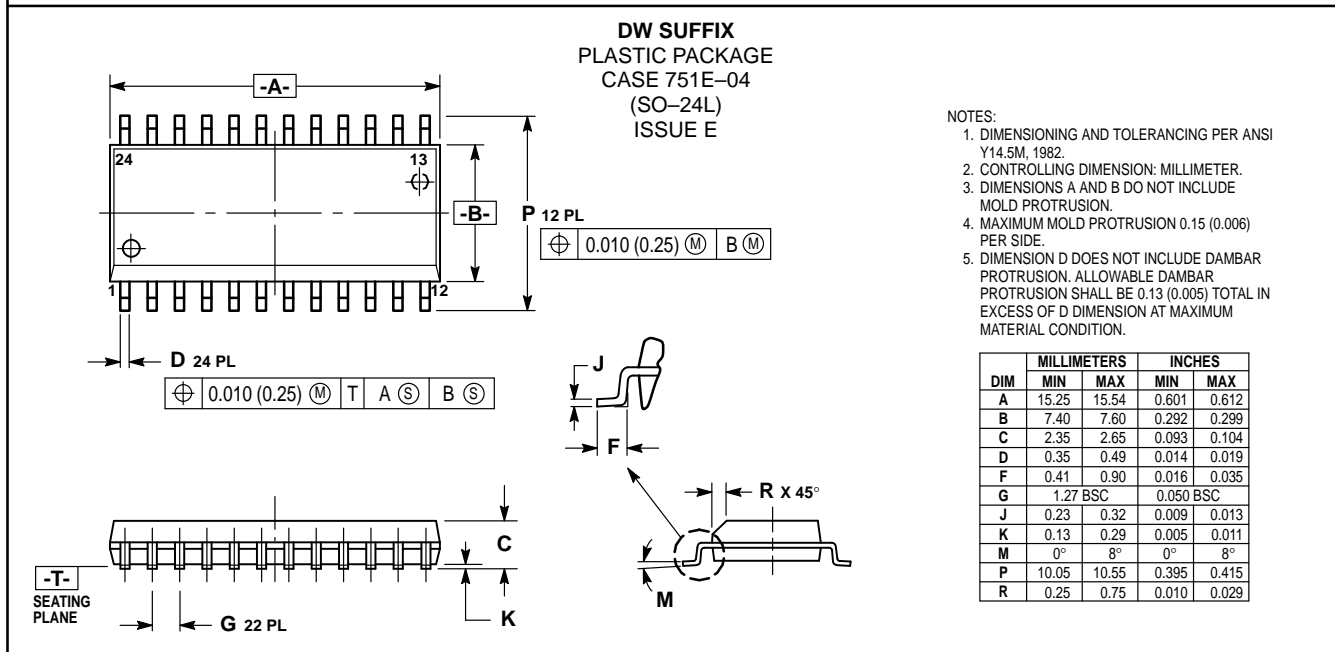 DW SUFFIX
PLASTIC PACKAGE
CASE 751E–04
(SO–24L)
ISSUE E
-A-
24
13
-B-
P 12 PL
0.010 (0.25) Ⓜ B Ⓜ
1
12
D 24 PL
0.010 (0.25) Ⓜ T A Ⓢ B Ⓢ
J
F
R X 45°
C
-T-
SEATING
PLANE
M
K
G 22 PL
NOTES:
1. DIMENSIONING AND TOLERANCING PER ANSI
Y14.5M, 1982.
2. CONTROLLING DIMENSION: MILLIMETER.
3. DIMENSIONS A AND B DO NOT INCLUDE
MOLD PROTRUSION.
4. MAXIMUM MOLD PROTRUSION 0.15 (0.006)
PER SIDE.
5. DIMENSION D DOES NOT INCLUDE DAMBAR
PROTRUSION. ALLOWABLE DAMBAR
PROTRUSION SHALL BE 0.13 (0.005) TOTAL IN
EXCESS OF D DIMENSION AT MAXIMUM
MATERIAL CONDITION.
MILLIMETERS INCHES
DIM MIN MAX MIN MAX
A 15.25 15.54 0.601 0.612
B 7.40 7.60 0.292 0.299
C 2.35 2.65 0.093 0.104
D 0.35 0.49 0.014 0.019
F 0.41 0.90 0.016 0.035
G 1.27 BSC 0.050 BSC
J 0.23 0.32 0.009 0.013
K 0.13 0.29 0.005 0.011
M 0° 8° 0° 8°
P 10.05 10.55 0.395 0.415
R 0.25 0.75 0.010 0.029